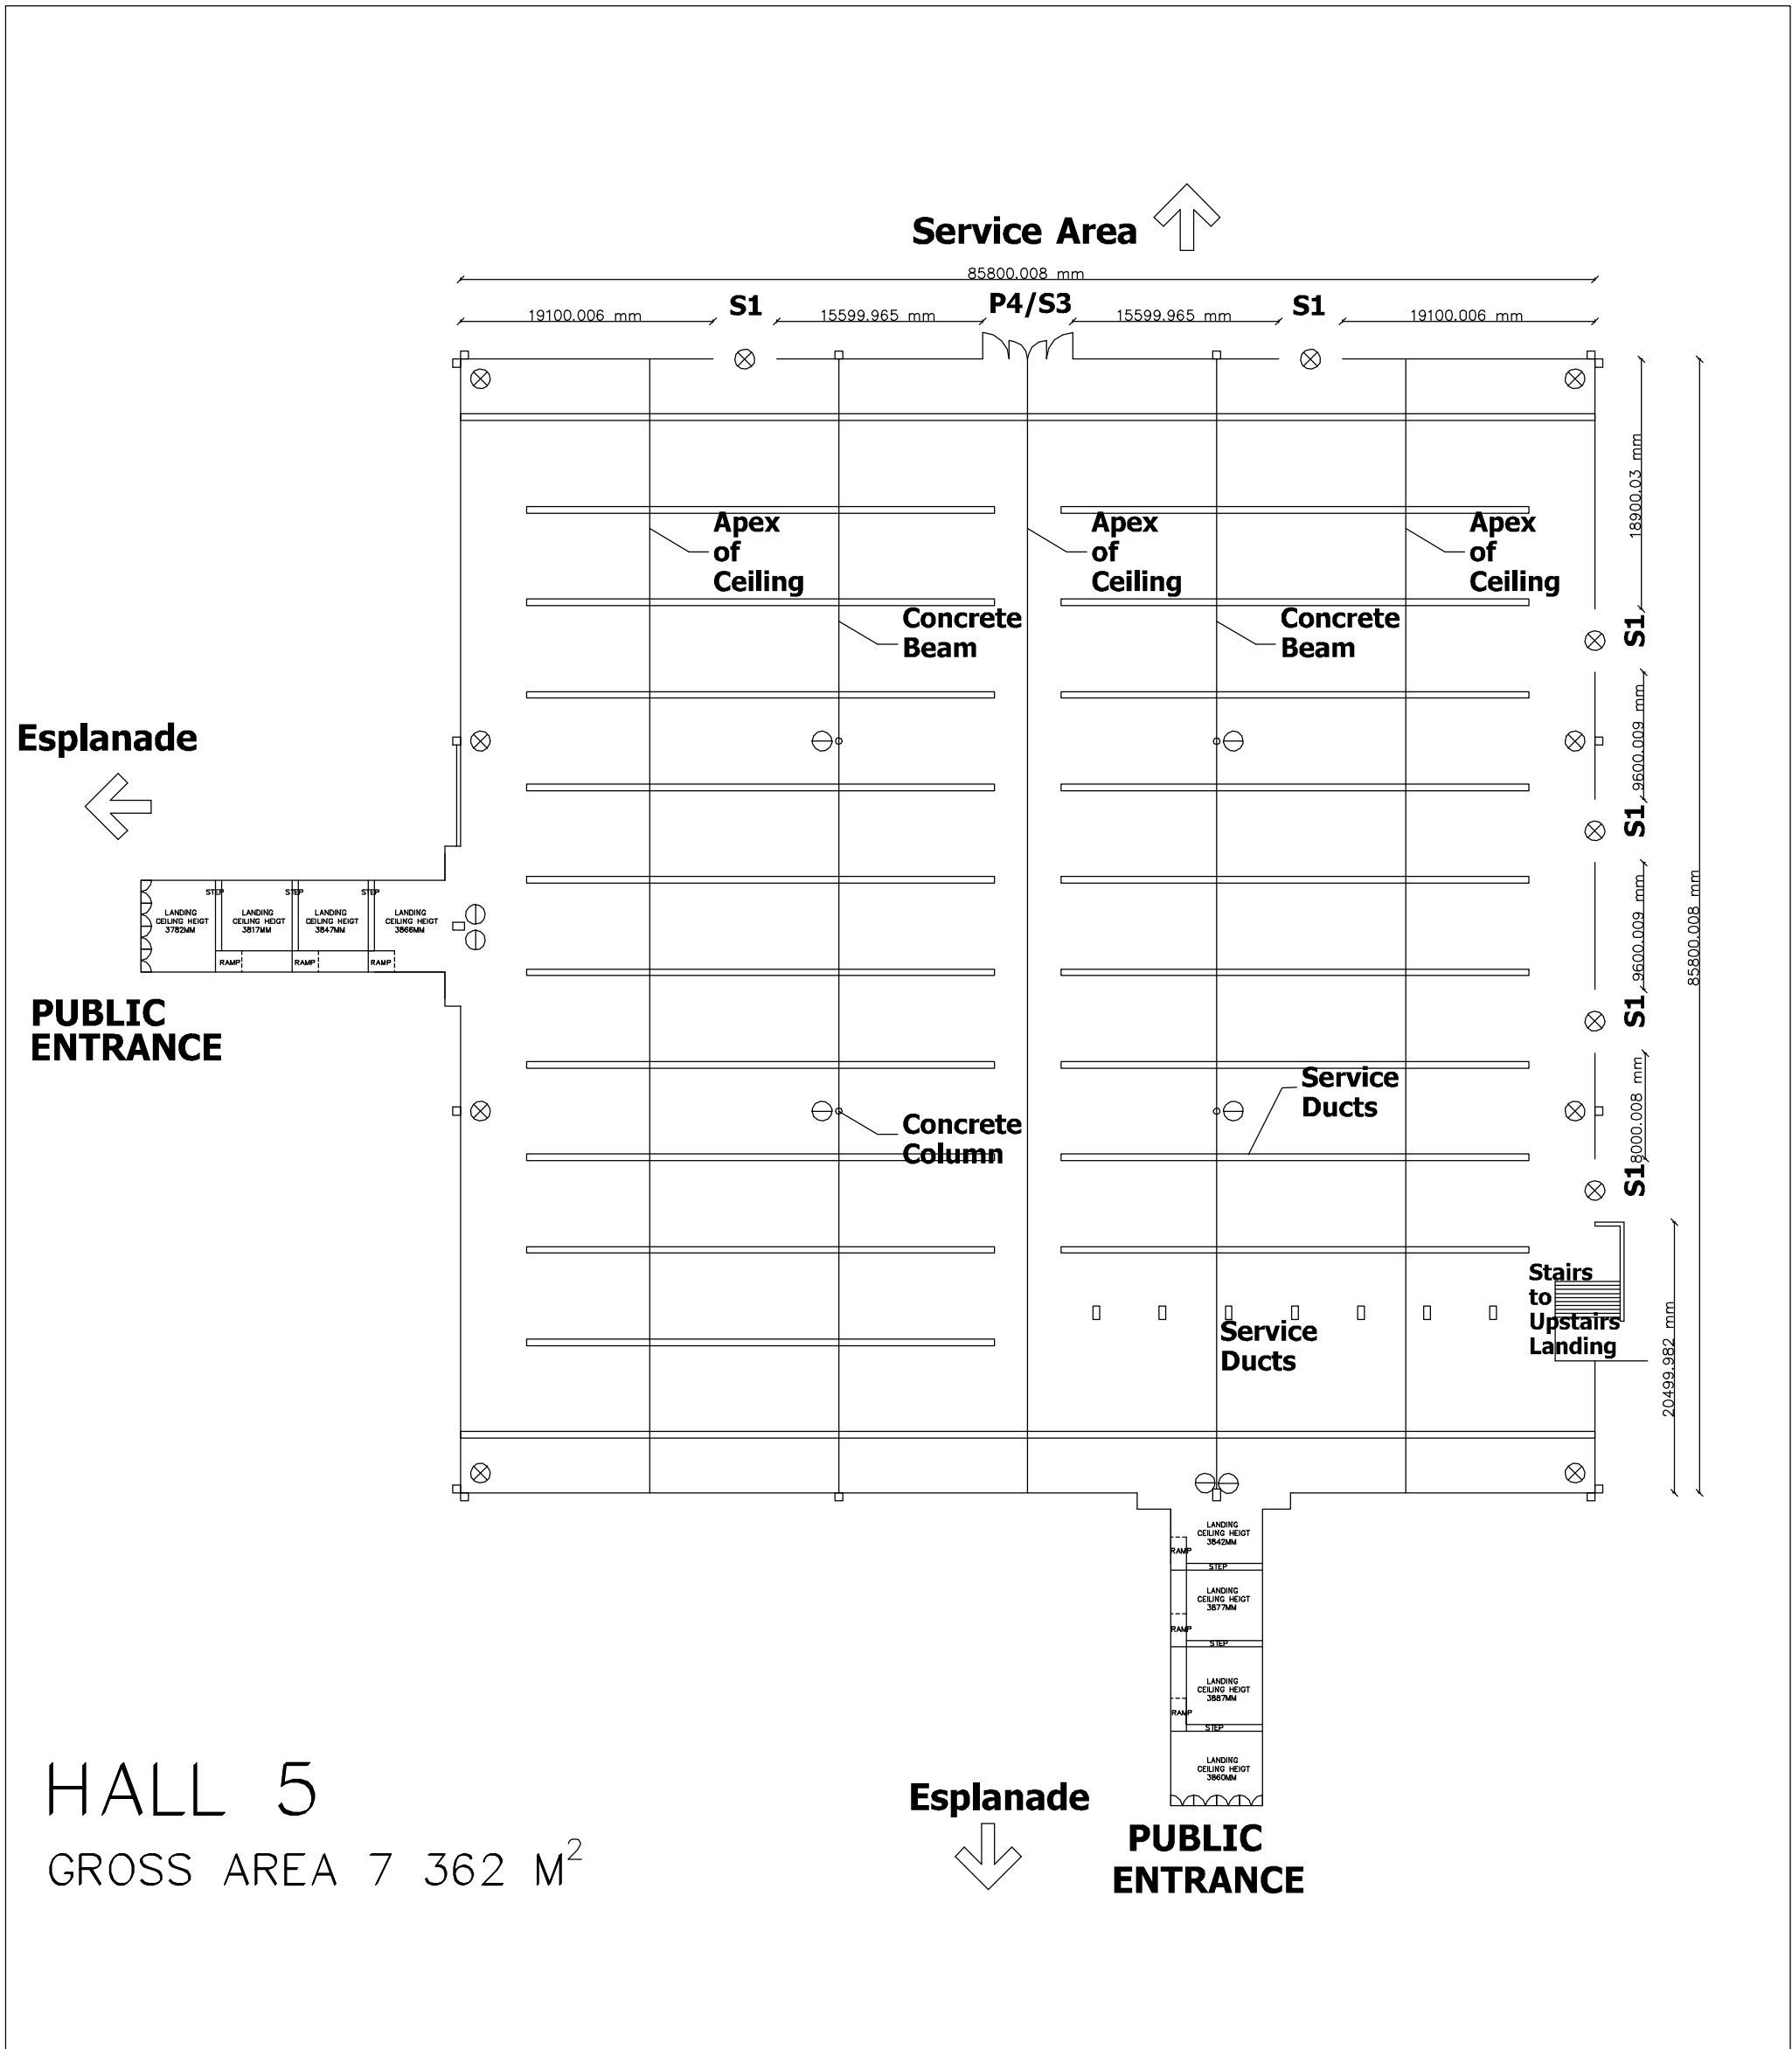 Service Area
85800.008 mm
19100.006 mm
S1
15599.965 mm
P4/S3
15599.965 mm
S1
19100.006 mm
18900.03 mm
Apex
of
Ceiling
Apex
of
Ceiling
Apex
of
Ceiling
Concrete
Beam
Concrete
Beam
S1
9600.009 mm
Esplanade
S1
9600.009 mm
85800.008 mm
STEP
STEP
STEP
LANDING
CEILING HEIGT
3782MM
LANDING
CEILING HEIGT
3817MM
LANDING
CEILING HEIGT
3847MM
LANDING
CEILING HEIGT
3866MM
RAMP
RAMP
RAMP
PUBLIC
ENTRANCE
S1
8000.008 mm
Service
Ducts
Concrete
Column
S1
Stairs
to
Upstairs
Landing
20499.982 mm
Service
Ducts
LANDING
CEILING HEIGT
3842MM
RAMP
STEP
LANDING
CEILING HEIGT
3877MM
RAMP
STEP
LANDING
CEILING HEIGT
3887MM
RAMP
STEP
LANDING
CEILING HEIGT
3860MM
HALL 5
GROSS AREA 7 362 M²
Esplanade
PUBLIC
ENTRANCE